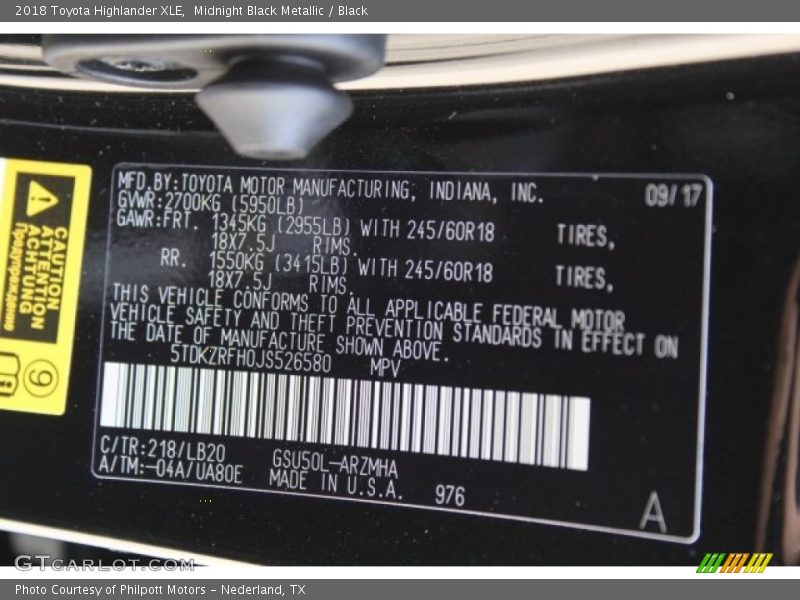 2018 Toyota Highlander XLE, Midnight Black Metallic / Black
MFD.BY:TOYOTA MOTOR MANUFACTURING, INDIANA, INC. 09/17
GVWR:2700KG (5950LB)
GAWR:FRT. 1345KG (2955LB) WITH 245/60R18 TIRES,
18X7.5J RIMS.
RR. 1550KG (3415LB) WITH 245/60R18 TIRES,
18X7.5J RIMS.
THIS VEHICLE CONFORMS TO ALL APPLICABLE FEDERAL MOTOR
VEHICLE SAFETY AND THEFT PREVENTION STANDARDS IN EFFECT ON
THE DATE OF MANUFACTURE SHOWN ABOVE.
5TDKZRFH0JS526580 MPV
C/TR:218/LB20 GSU50L-ARZMHA
A/TM:-04A/UA80E MADE IN U.S.A. 976
A
CAUTION
ATTENTION
ACHTUNG
Предупреждение
6
GTCARLOT.COM
Photo Courtesy of Philpott Motors - Nederland, TX